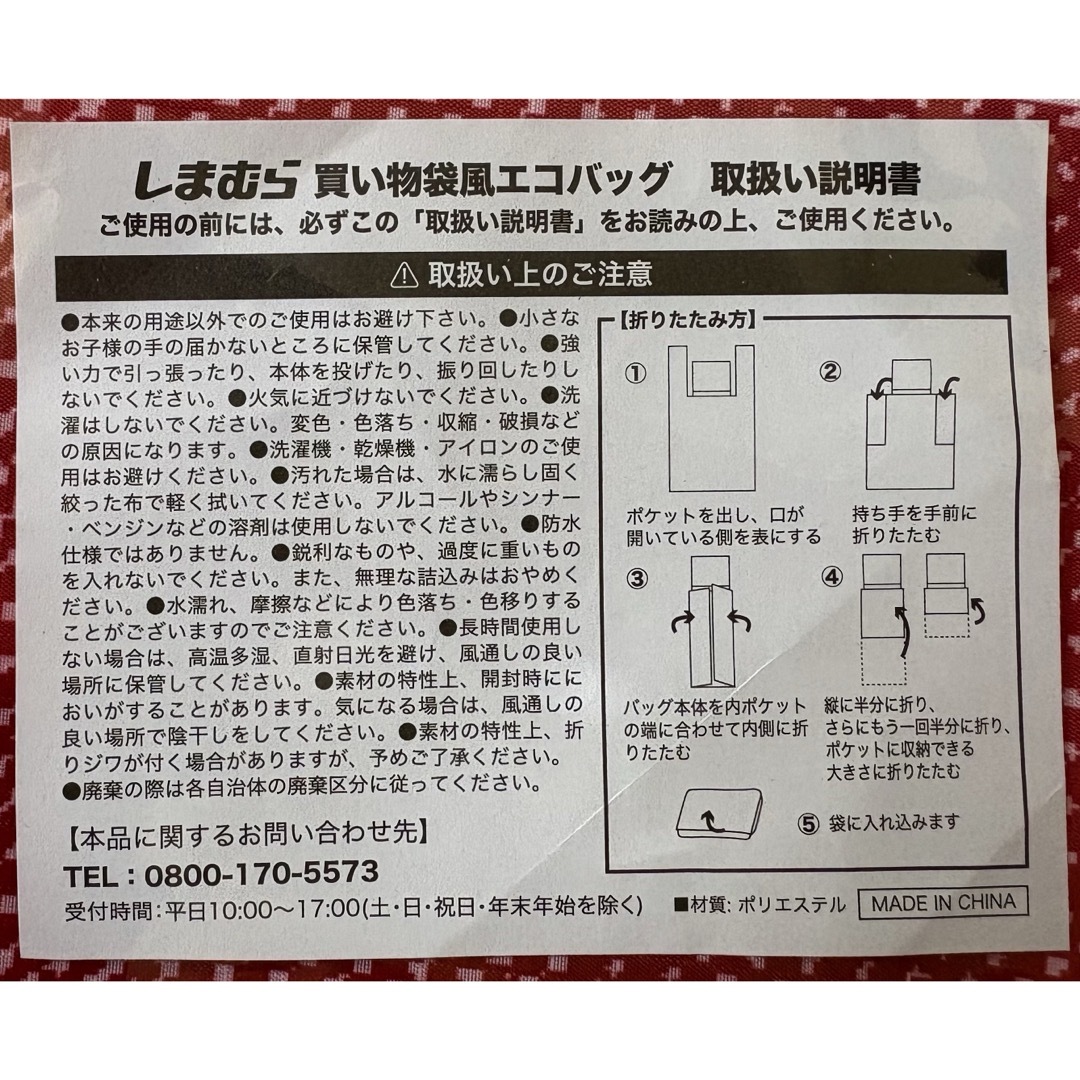 しまむら 買い物袋風エコバッグ　取扱い説明書
ご使用の前には、必ずこの「取扱い説明書」をお読みの上、ご使用ください。
⚠ 取扱い上のご注意
●本来の用途以外でのご使用はお避け下さい。●小さな
お子様の手の届かないところに保管してください。●強
い力で引っ張ったり、本体を投げたり、振り回したりし
ないでください。●火気に近づけないでください。●洗
濯はしないでください。変色・色落ち・収縮・破損など
の原因になります。●洗濯機・乾燥機・アイロンのご使
用はお避けください。●汚れた場合は、水に濡らし固く
絞った布で軽く拭いてください。アルコールやシンナー
・ベンジンなどの溶剤は使用しないでください。●防水
仕様ではありません。●鋭利なものや、過度に重いもの
を入れないでください。また、無理な詰込みはおやめく
ださい。●水濡れ、摩擦などにより色落ち・色移りする
ことがございますのでご注意ください。●長時間使用し
ない場合は、高温多湿、直射日光を避け、風通しの良い
場所に保管してください。●素材の特性上、開封時にに
おいがすることがあります。気になる場合は、風通しの
良い場所で陰干しをしてください。●素材の特性上、折
りジワが付く場合がありますが、予めご了承ください。
●廃棄の際は各自治体の廃棄区分に従ってください。
【本品に関するお問い合わせ先】
TEL：0800-170-5573
受付時間：平日10:00〜17:00(土・日・祝日・年末年始を除く)
【折りたたみ方】
①
ポケットを出し、口が
開いている側を表にする
②
持ち手を手前に
折りたたむ
③
バッグ本体を内ポケット
の端に合わせて内側に折
りたたむ
④
縦に半分に折り、
さらにもう一回半分に折り、
ポケットに収納できる
大きさに折りたたむ
⑤ 袋に入れ込みます
■材質: ポリエステル
MADE IN CHINA